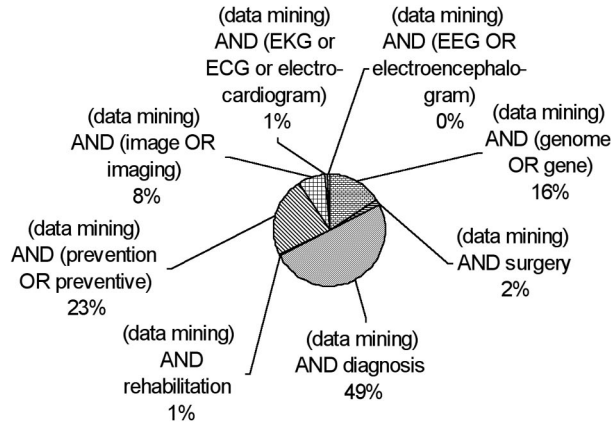 (data mining)
AND (EKG or
ECG or electro-
cardiogram)
1%
(data mining)
AND (EEG OR
electroencephalo-
gram)
0%
(data mining)
AND (genome
OR gene)
16%
(data mining)
AND surgery
2%
(data mining)
AND diagnosis
49%
(data mining)
AND
rehabilitation
1%
(data mining)
AND (prevention
OR preventive)
23%
(data mining)
AND (image OR
imaging)
8%